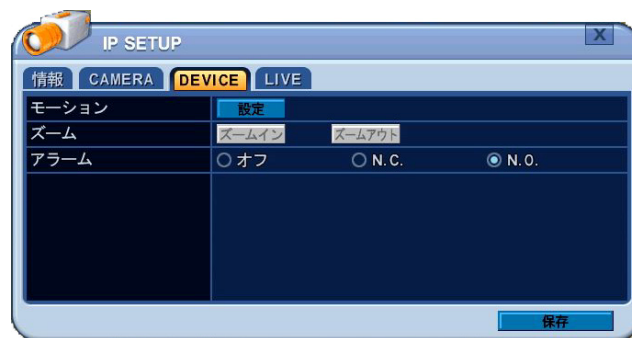 IP SETUP X
情報 CAMERA DEVICE LIVE
モーション 設定
ズーム ズームイン ズームアウト
アラーム オフ N.C. N.O.
保存